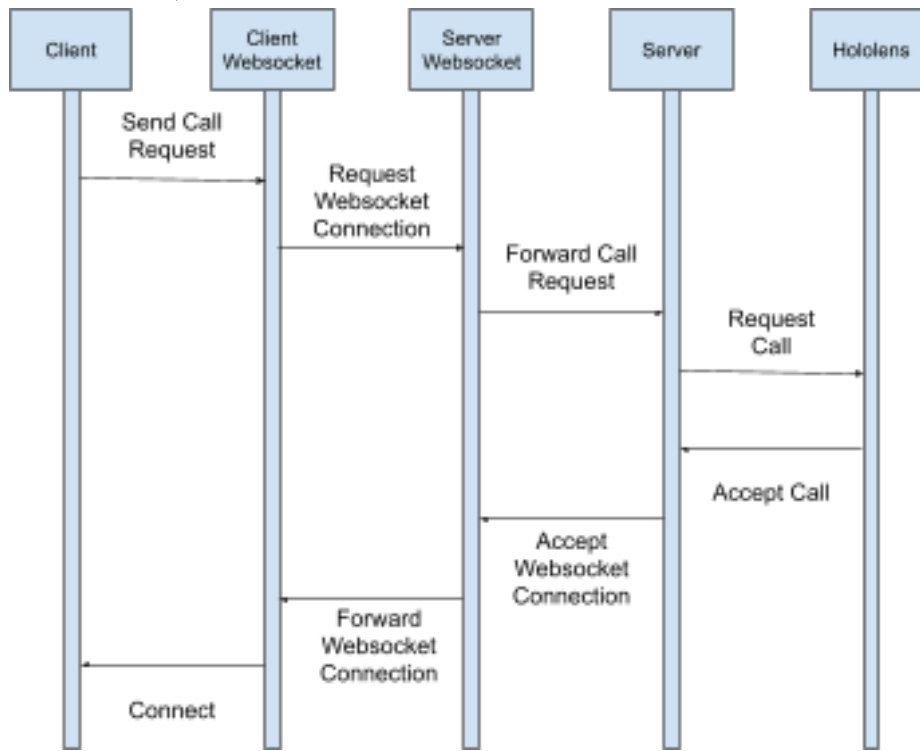 Client
Client
Websocket
Server
Websocket
Server
Hololens
Send Call
Request
Request
Websocket
Connection
Forward Call
Request
Request
Call
Accept Call
Accept
Websocket
Connection
Forward
Websocket
Connection
Connect